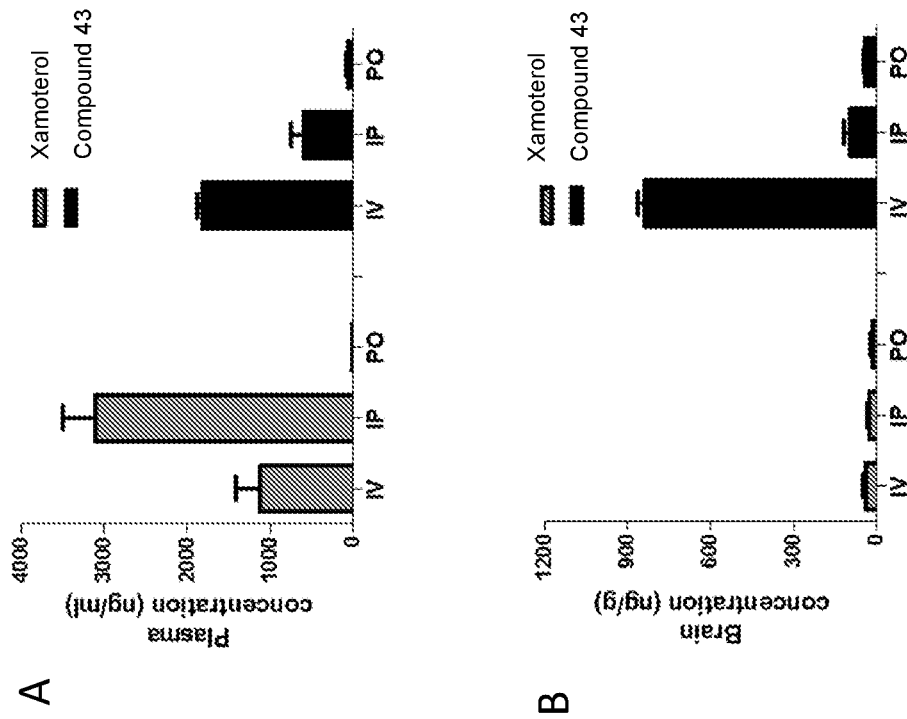 A
Plasma
concentration (ng/ml)
4000
3000
2000
1000
0
IV
IP
PO
IV
IP
PO
Xamoterol
Compound 43
B
Brain
concentration (ng/g)
1200
900
600
300
0
IV
IP
PO
IV
IP
PO
Xamoterol
Compound 43